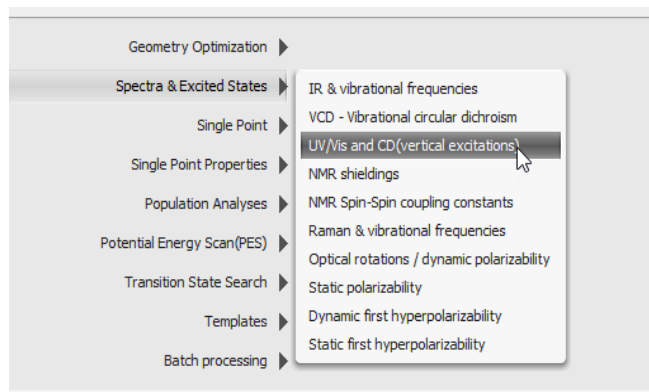 Geometry Optimization
Spectra & Excited States
Single Point
Single Point Properties
Population Analyses
Potential Energy Scan(PES)
Transition State Search
Templates
Batch processing
IR & vibrational frequencies
VCD - Vibrational circular dichroism
UV/Vis and CD(vertical excitations)
NMR shieldings
NMR Spin-Spin coupling constants
Raman & vibrational frequencies
Optical rotations / dynamic polarizability
Static polarizability
Dynamic first hyperpolarizability
Static first hyperpolarizability